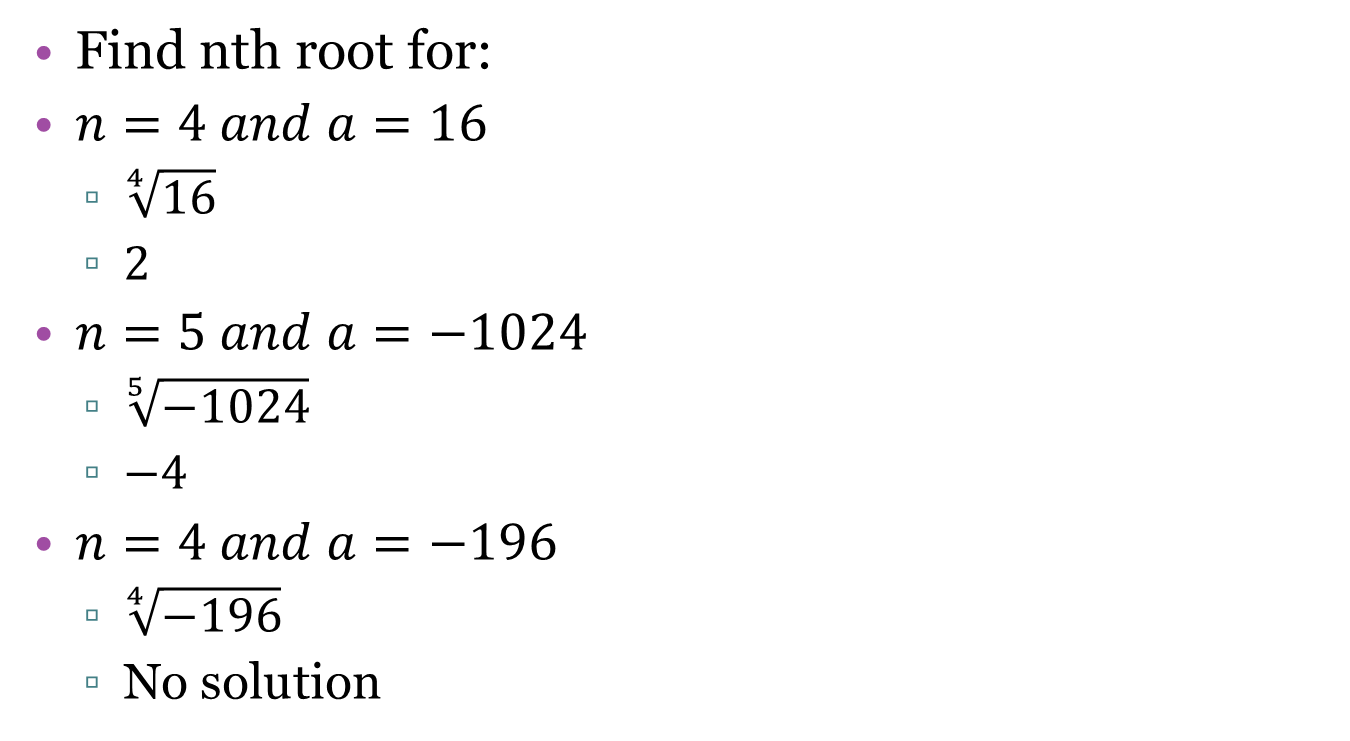 • Find nth root for:
• n = 4 and a = 16
▫ ∜16
▫ 2
• n = 5 and a = −1024
▫ ⁵√−1024
▫ −4
• n = 4 and a = −196
▫ ∜−196
▫ No solution